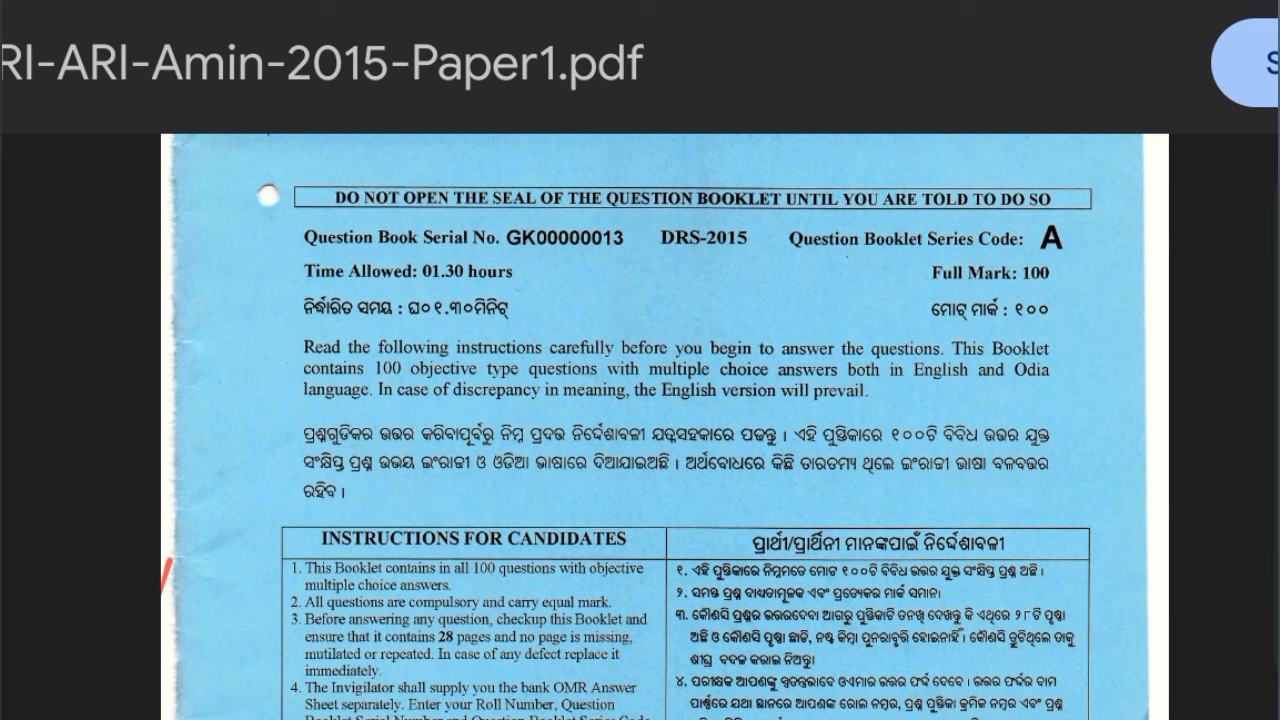 RI-ARI-Amin-2015-Paper1.pdf
DO NOT OPEN THE SEAL OF THE QUESTION BOOKLET UNTIL YOU ARE TOLD TO DO SO
Question Book Serial No. GK00000013 DRS-2015 Question Booklet Series Code: A
Time Allowed: 01.30 hours Full Mark: 100
ନିର୍ଦ୍ଧାରିତ ସମୟ : ଘ୦୧.୩୦ମିନିଟ୍ ମୋଟ୍ ମାର୍କ : ୧୦୦
Read the following instructions carefully before you begin to answer the questions. This Booklet
contains 100 objective type questions with multiple choice answers both in English and Odia
language. In case of discrepancy in meaning, the English version will prevail.
ପ୍ରଶ୍ନଗୁଡିକର ଉତ୍ତର କରିବାପୂର୍ବରୁ ନିମ୍ନ ପ୍ରଦତ୍ତ ନିର୍ଦ୍ଦେଶାବଳୀ ଯତ୍ନସହକାରେ ପଢନ୍ତୁ । ଏହି ପୁସ୍ତିକାରେ ୧୦୦ଟି ବିବିଧ ଉତ୍ତର ଯୁକ୍ତ
ସଂକ୍ଷିପ୍ତ ପ୍ରଶ୍ନ ଉଭୟ ଇଂରାଜୀ ଓ ଓଡିଆ ଭାଷାରେ ଦିଆଯାଇଅଛି । ଅର୍ଥବୋଧରେ କିଛି ତାରତମ୍ୟ ଥିଲେ ଇଂରାଜୀ ଭାଷା ବଳବତ୍ତର
ରହିବ ।
INSTRUCTIONS FOR CANDIDATES
1. This Booklet contains in all 100 questions with objective
multiple choice answers.
2. All questions are compulsory and carry equal mark.
3. Before answering any question, checkup this Booklet and
ensure that it contains 28 pages and no page is missing,
mutilated or repeated. In case of any defect replace it
immediately.
4. The Invigilator shall supply you the bank OMR Answer
Sheet separately. Enter your Roll Number, Question
Booklet Serial Number and Question Booklet Series Code
ପ୍ରାର୍ଥୀ/ପ୍ରାର୍ଥିନୀ ମାନଙ୍କପାଇଁ ନିର୍ଦ୍ଦେଶାବଳୀ
୧. ଏହି ପୁସ୍ତିକାରେ ନିମ୍ନମତେ ମୋଟ ୧୦୦ଟି ବିବିଧ ଉତ୍ତର ଯୁକ୍ତ ସଂକ୍ଷିପ୍ତ ପ୍ରଶ୍ନ ଅଛି ।
୨. ସମସ୍ତ ପ୍ରଶ୍ନ ବାଧ୍ୟତାମୂଳକ ଏବଂ ପ୍ରତ୍ୟେକର ମାର୍କ ସମାନ।
୩. କୌଣସି ପ୍ରଶ୍ନର ଉତ୍ତରଦେବା ଆଗରୁ ପୁସ୍ତିକାଟି ତନଖି ଦେଖନ୍ତୁ କି ଏଥିରେ ୨୮ ଟି ପୃଷ୍ଠା
ଅଛି ଓ କୌଣସି ପୃଷ୍ଠା ଛାଡି, ନଷ୍ଟ କିମ୍ବା ପୁନରାବୃତ୍ତି ହୋଇନାହିଁ । କୌଣସି ତ୍ରୁଟିଥିଲେ ତାକୁ
ଶୀଘ୍ର ବଦଳ କରାଇ ନିଅନ୍ତୁ।
୪. ପରୀକ୍ଷକ ଆପଣଙ୍କୁ ସ୍ୱତନ୍ତ୍ରଭାବେ ଓଏମଆର ଉତ୍ତର ଫର୍ଦ୍ଦ ଦେବେ । ଉତ୍ତର ଫର୍ଦ୍ଦର ବାମ
ପାର୍ଶ୍ଵରେ ଯଥା ସ୍ଥାନରେ ଆପଣଙ୍କ ରୋଲ ନମ୍ବର, ପ୍ରଶ୍ନ ପୁସ୍ତିକା କ୍ରମିକ ନମ୍ବର ଏବଂ ପ୍ରଶ୍ନ